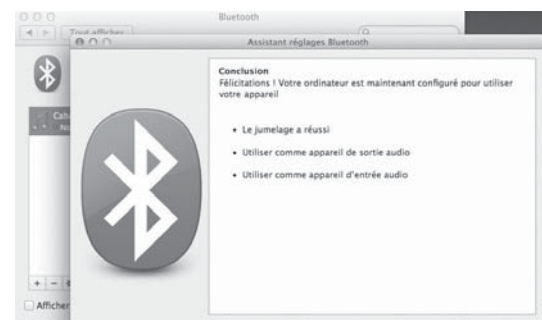 Bluetooth
Tout afficher
Assistant réglages Bluetooth
Conclusion
Félicitations ! Votre ordinateur est maintenant configuré pour utiliser
votre appareil
• Le jumelage a réussi
• Utiliser comme appareil de sortie audio
• Utiliser comme appareil d'entrée audio
+ −
Afficher